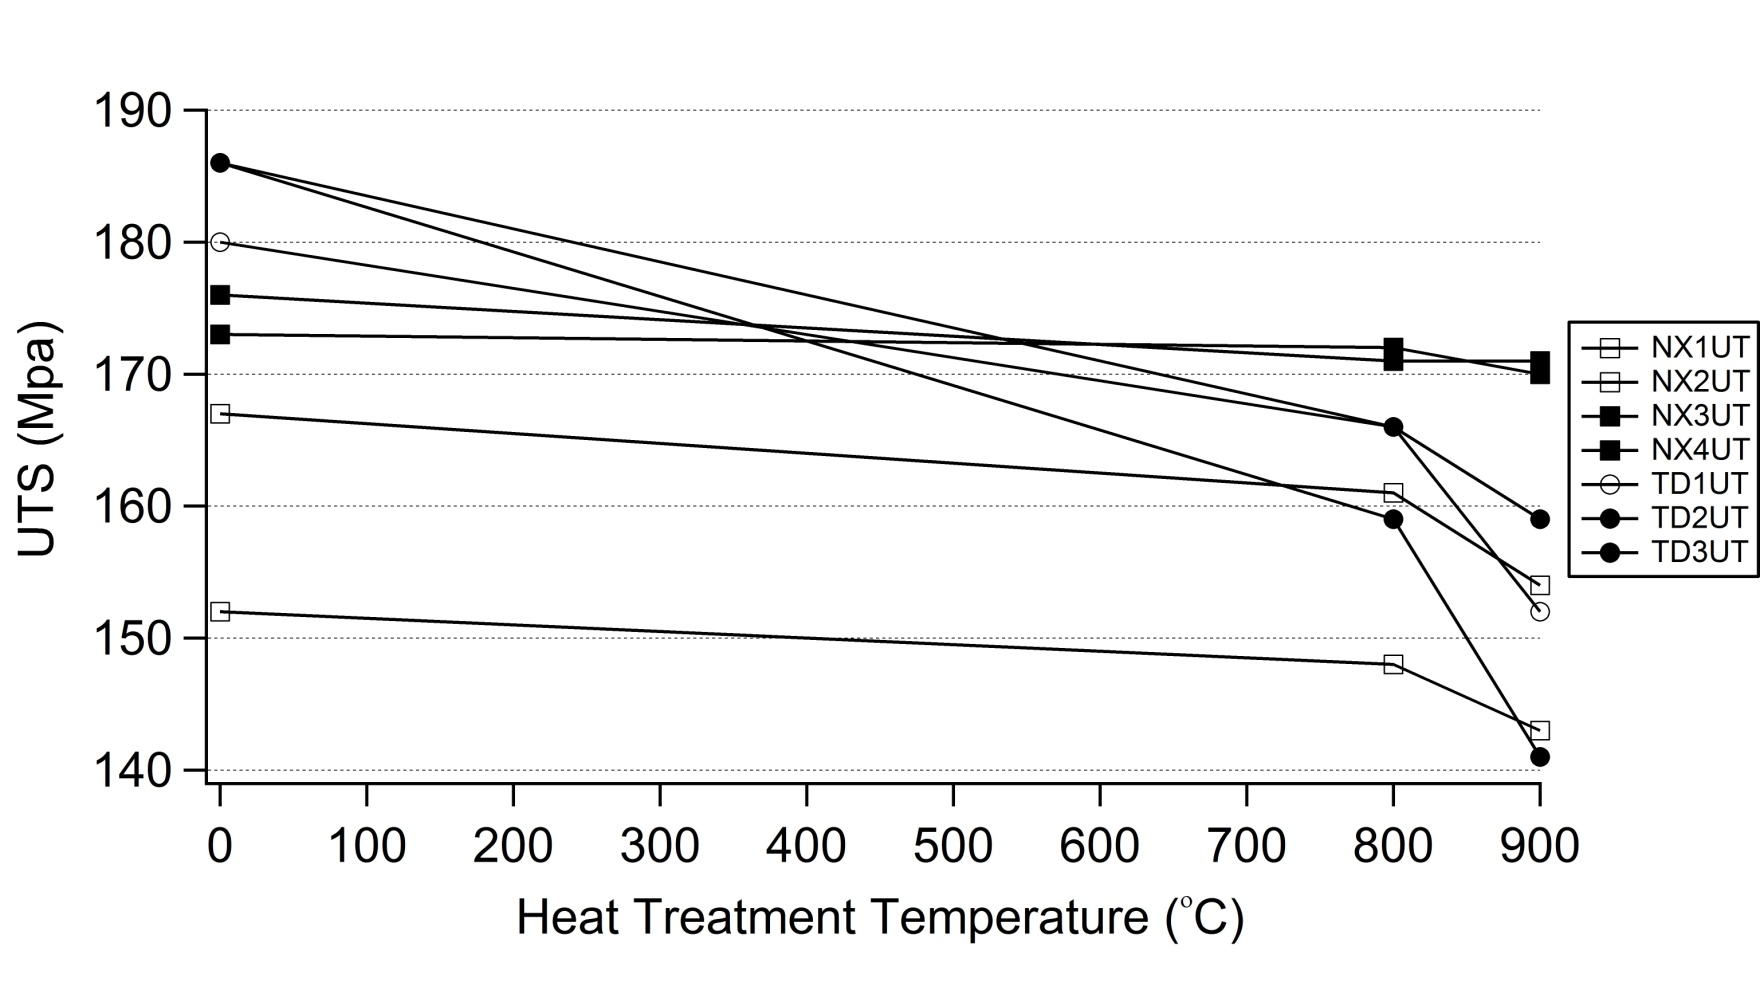 190
180
170
160
150
140
UTS (Mpa)
0 100 200 300 400 500 600 700 800 900
Heat Treatment Temperature (°C)
NX1UT
NX2UT
NX3UT
NX4UT
TD1UT
TD2UT
TD3UT